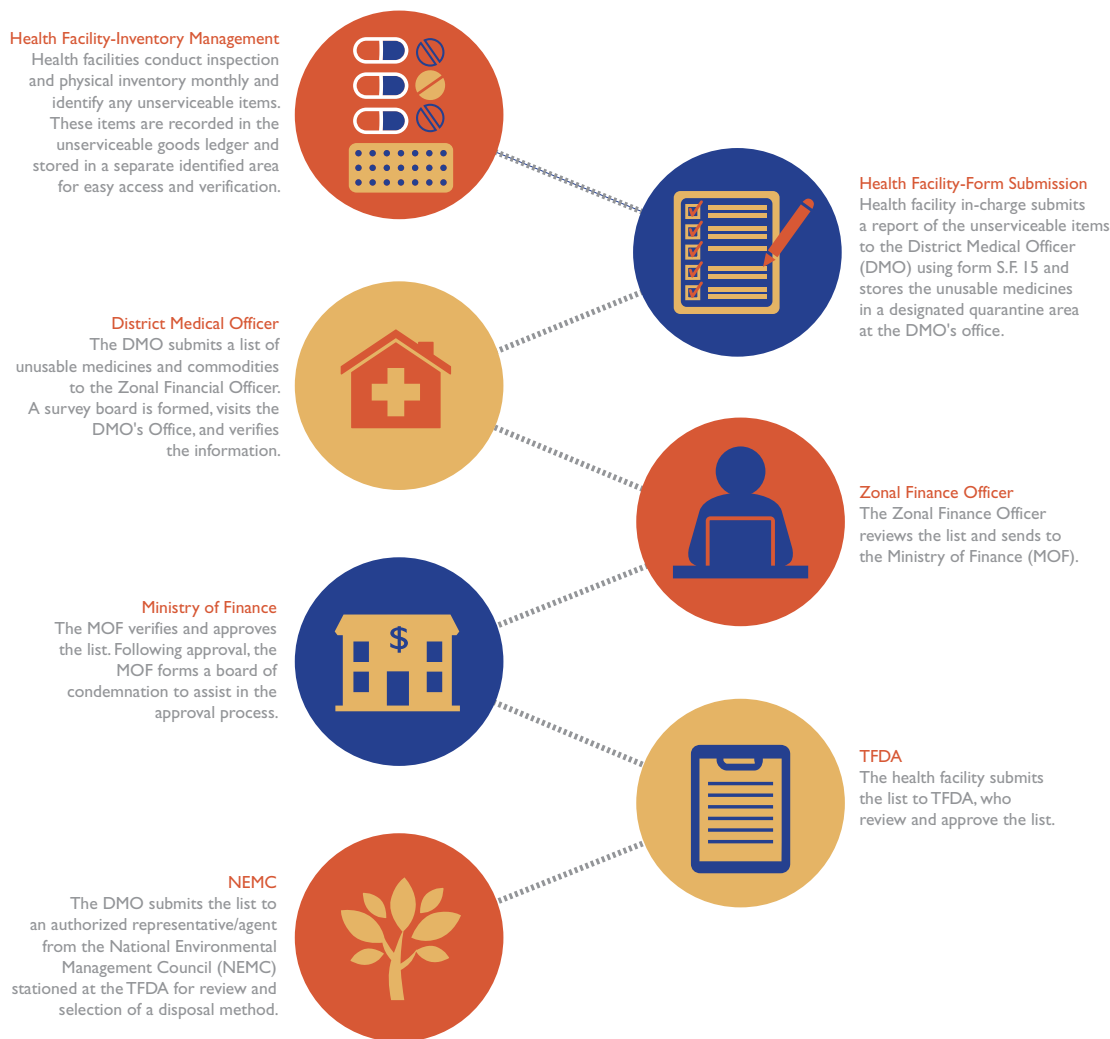 Health Facility-Inventory Management
Health facilities conduct inspection
and physical inventory monthly and
identify any unserviceable items.
These items are recorded in the
unserviceable goods ledger and
stored in a separate identified area
for easy access and verification.
Health Facility-Form Submission
Health facility in-charge submits
a report of the unserviceable items
to the District Medical Officer
(DMO) using form S.F. 15 and
stores the unusable medicines
in a designated quarantine area
at the DMO's office.
District Medical Officer
The DMO submits a list of
unusable medicines and commodities
to the Zonal Financial Officer.
A survey board is formed, visits the
DMO's Office, and verifies
the information.
Zonal Finance Officer
The Zonal Finance Officer
reviews the list and sends to
the Ministry of Finance (MOF).
Ministry of Finance
The MOF verifies and approves
the list. Following approval, the
MOF forms a board of
condemnation to assist in the
approval process.
$
TFDA
The health facility submits
the list to TFDA, who
review and approve the list.
NEMC
The DMO submits the list to
an authorized representative/agent
from the National Environmental
Management Council (NEMC)
stationed at the TFDA for review and
selection of a disposal method.